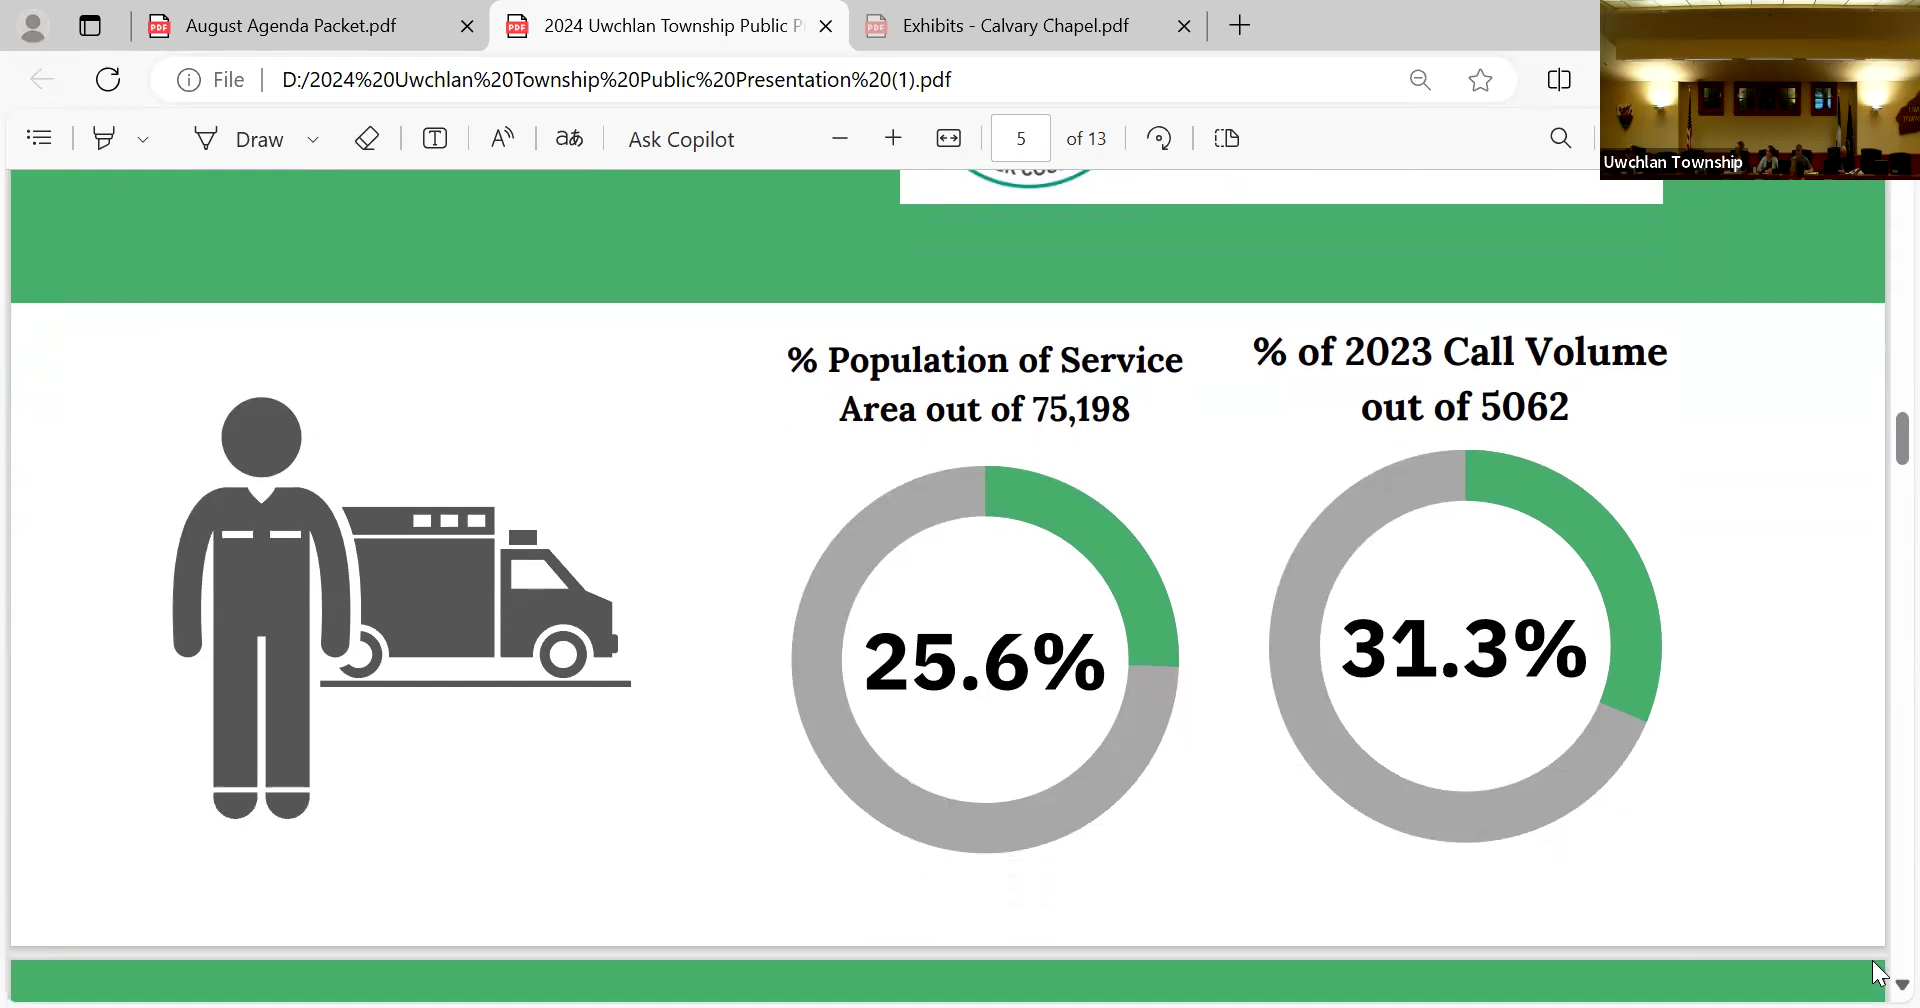 August Agenda Packet.pdf
2024 Uwchlan Township Public P
Exhibits - Calvary Chapel.pdf
File
D:/2024%20Uwchlan%20Township%20Public%20Presentation%20(1).pdf
Draw
Ask Copilot
5
of 13
Uwchlan Township
% Population of Service
Area out of 75,198
% of 2023 Call Volume
out of 5062
25.6%
31.3%